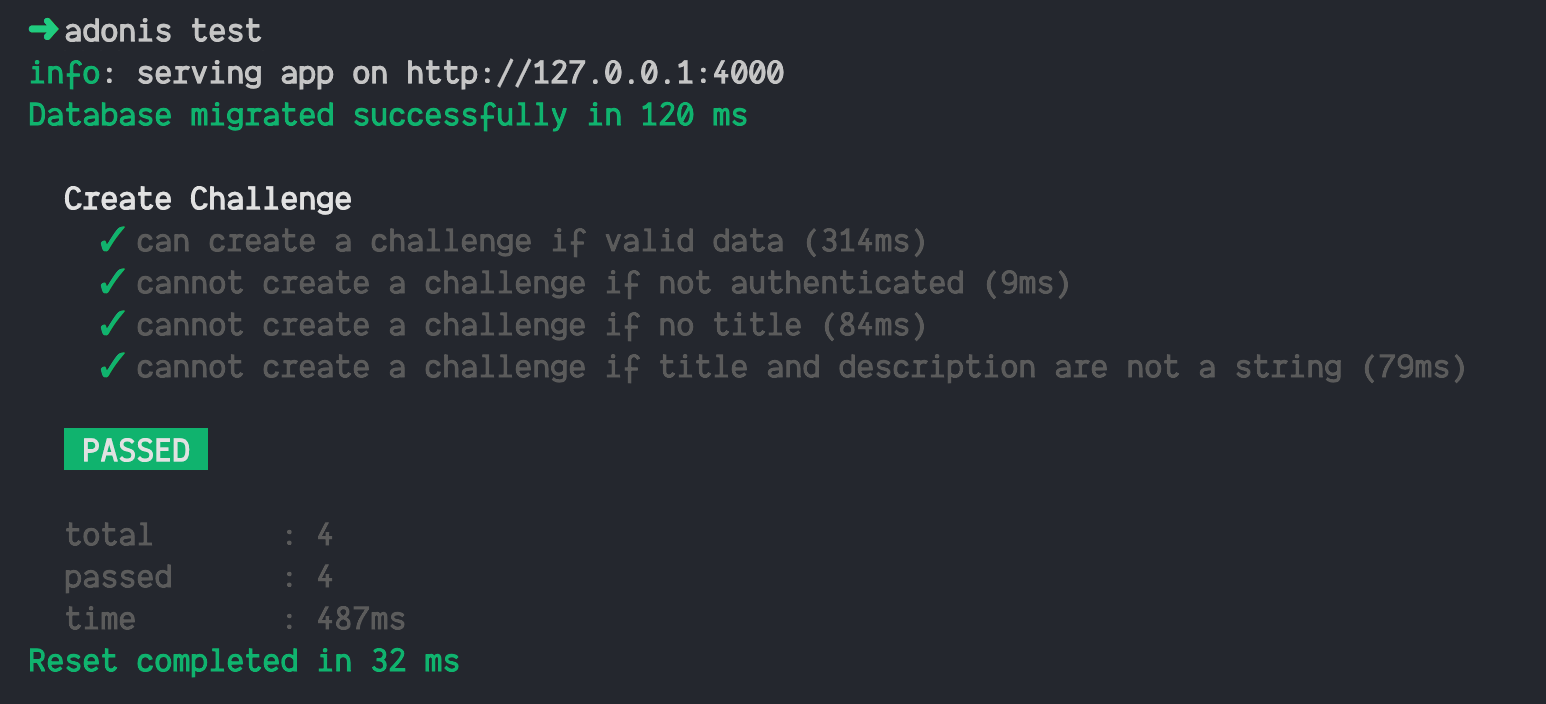 ➜ adonis test
info: serving app on http://127.0.0.1:4000
Database migrated successfully in 120 ms
Create Challenge
✓ can create a challenge if valid data (314ms)
✓ cannot create a challenge if not authenticated (9ms)
✓ cannot create a challenge if no title (84ms)
✓ cannot create a challenge if title and description are not a string (79ms)
PASSED
total : 4
passed : 4
time : 487ms
Reset completed in 32 ms